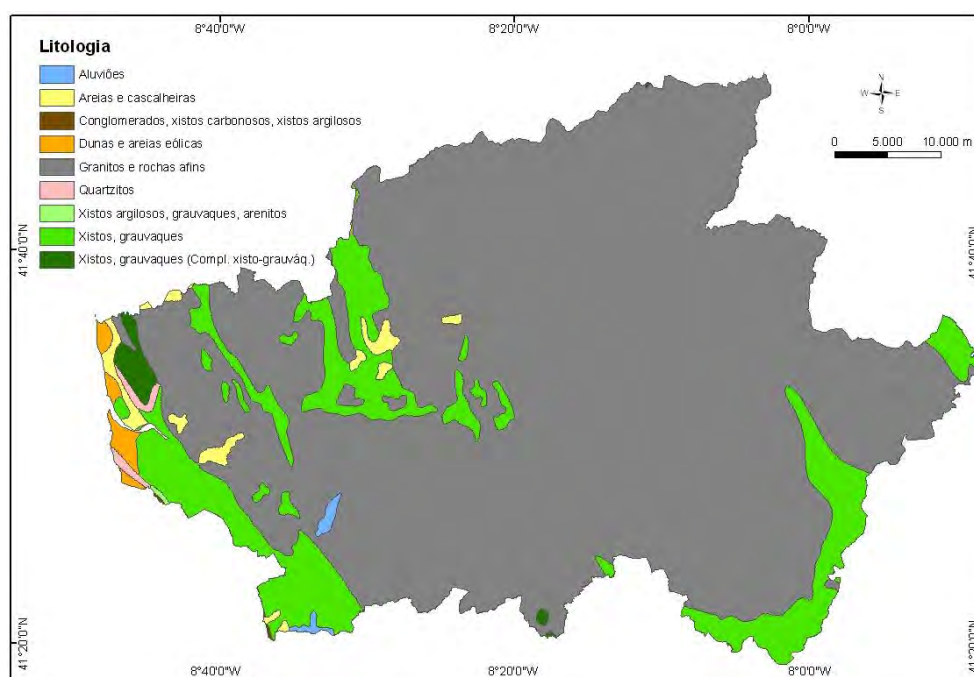 8°40'0"W
8°20'0"W
8°0'0"W
Litologia
Aluviões
Areias e cascalheiras
Conglomerados, xistos carbonosos, xistos argilosos
Dunas e areias eólicas
Granitos e rochas afins
Quartzitos
Xistos argilosos, grauvaques, arenitos
Xistos, grauvaques
Xistos, grauvaques (Compl. xisto-grauváq.)
N
W E
S
0 5.000 10.000 m
41°40'0"N
41°40'0"N
41°20'0"N
41°20'0"N
8°40'0"W
8°20'0"W
8°0'0"W